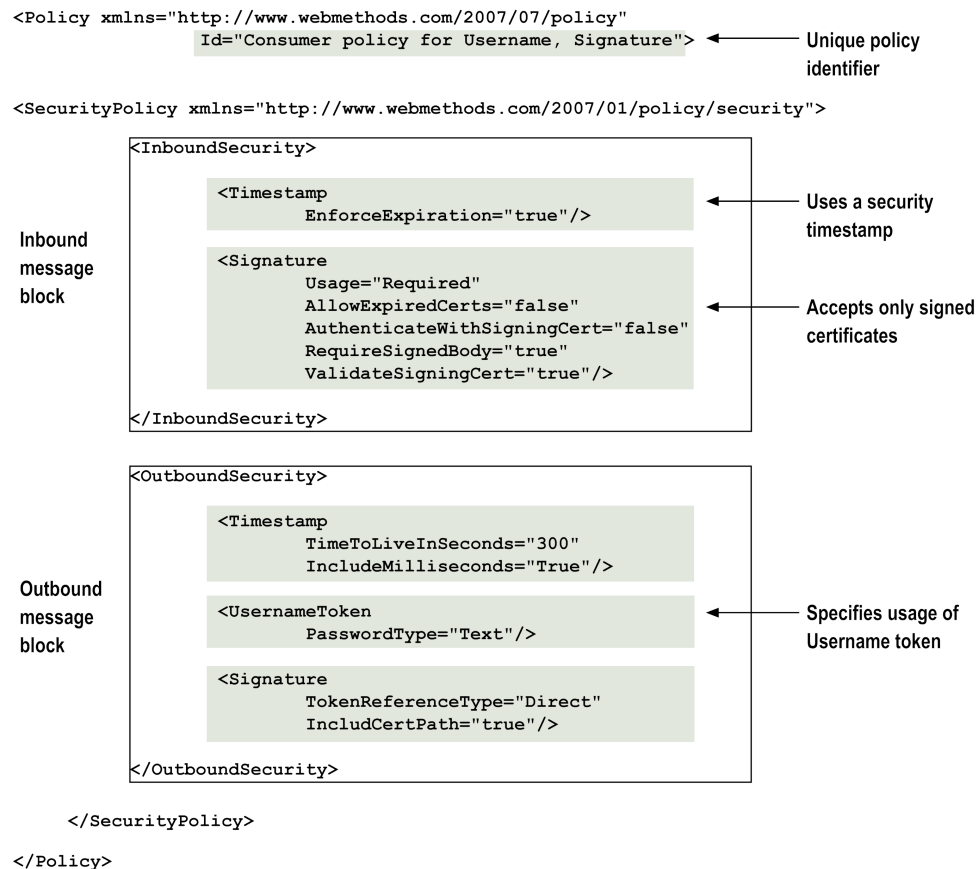 <Policy xmlns="http://www.webmethods.com/2007/07/policy"
Id="Consumer policy for Username, Signature">
Unique policy
identifier
<SecurityPolicy xmlns="http://www.webmethods.com/2007/01/policy/security">
Inbound
message
block
<InboundSecurity>
<Timestamp
EnforceExpiration="true"/>
Uses a security
timestamp
<Signature
Usage="Required"
AllowExpiredCerts="false"
AuthenticateWithSigningCert="false"
RequireSignedBody="true"
ValidateSigningCert="true"/>
Accepts only signed
certificates
</InboundSecurity>
Outbound
message
block
<OutboundSecurity>
<Timestamp
TimeToLiveInSeconds="300"
IncludeMilliseconds="True"/>
<UsernameToken
PasswordType="Text"/>
Specifies usage of
Username token
<Signature
TokenReferenceType="Direct"
IncludCertPath="true"/>
</OutboundSecurity>
</SecurityPolicy>
</Policy>